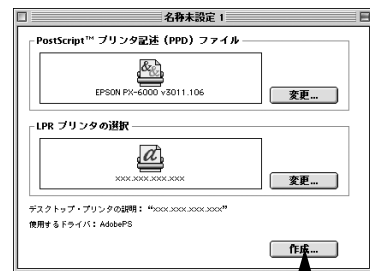 名称未設定 1
PostScript™ プリンタ記述（PPD）ファイル
EPSON PX-6000 v3011.106
変更...
LPR プリンタの選択
xxx.xxx.xxx.xxx
変更...
デスクトップ・プリンタの説明：“xxx.xxx.xxx.xxx”
使用するドライバ：AdobePS
作成...